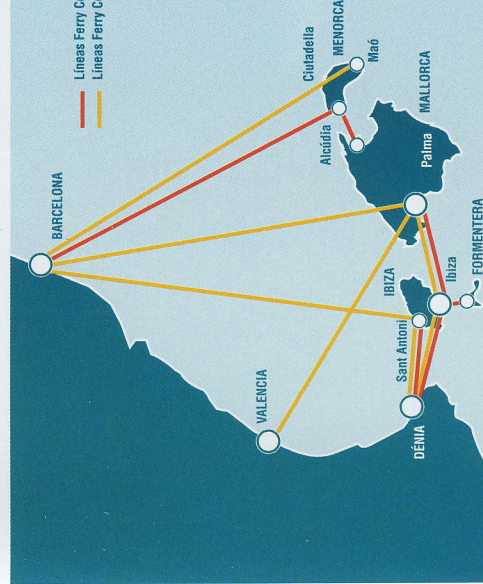 Líneas Ferry
Líneas Ferry
BARCELONA
Ciutadella
MENORCA
Maó
Alcúdia
MALLORCA
Palma
VALENCIA
IBIZA
Ibiza
Sant Antoni
FORMENTERA
DÉNIA